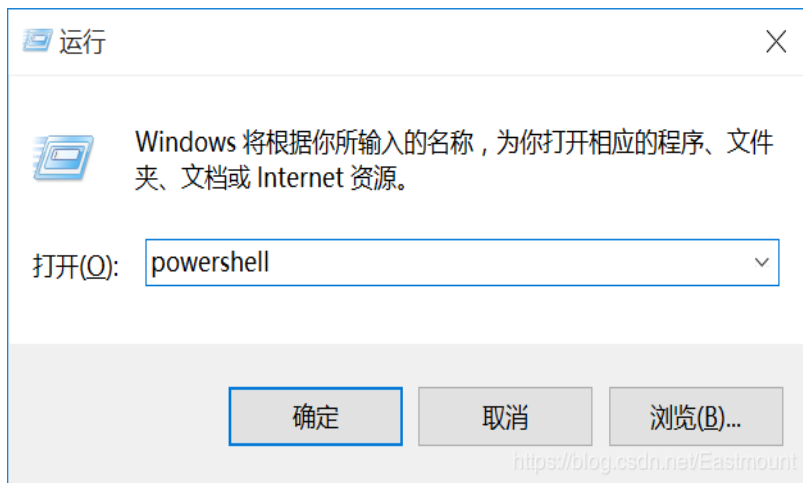 运行
Windows 将根据你所输入的名称，为你打开相应的程序、文件
夹、文档或 Internet 资源。
打开(O):
powershell
确定
取消
浏览(B)...
https://blog.csdn.net/Eastmount